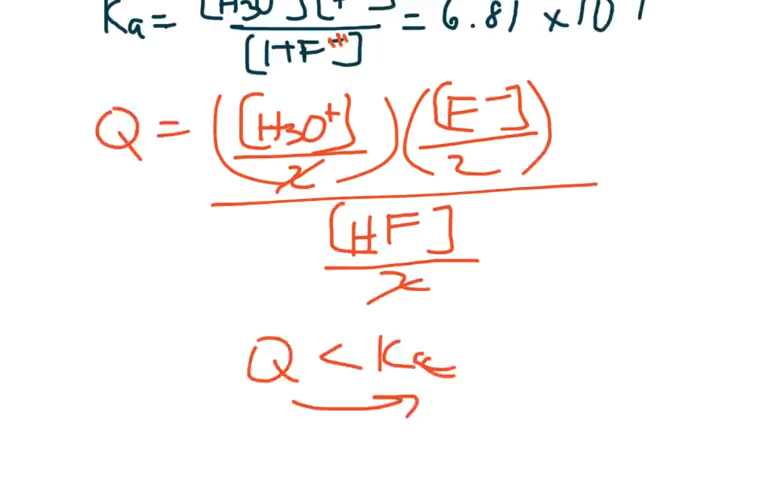 Ka = [H3O+][F-] / [HF] = 6.81 × 10
Q = ([H3O+] / 2)([F-] / 2) / ([HF] / 2)
Q < Ka